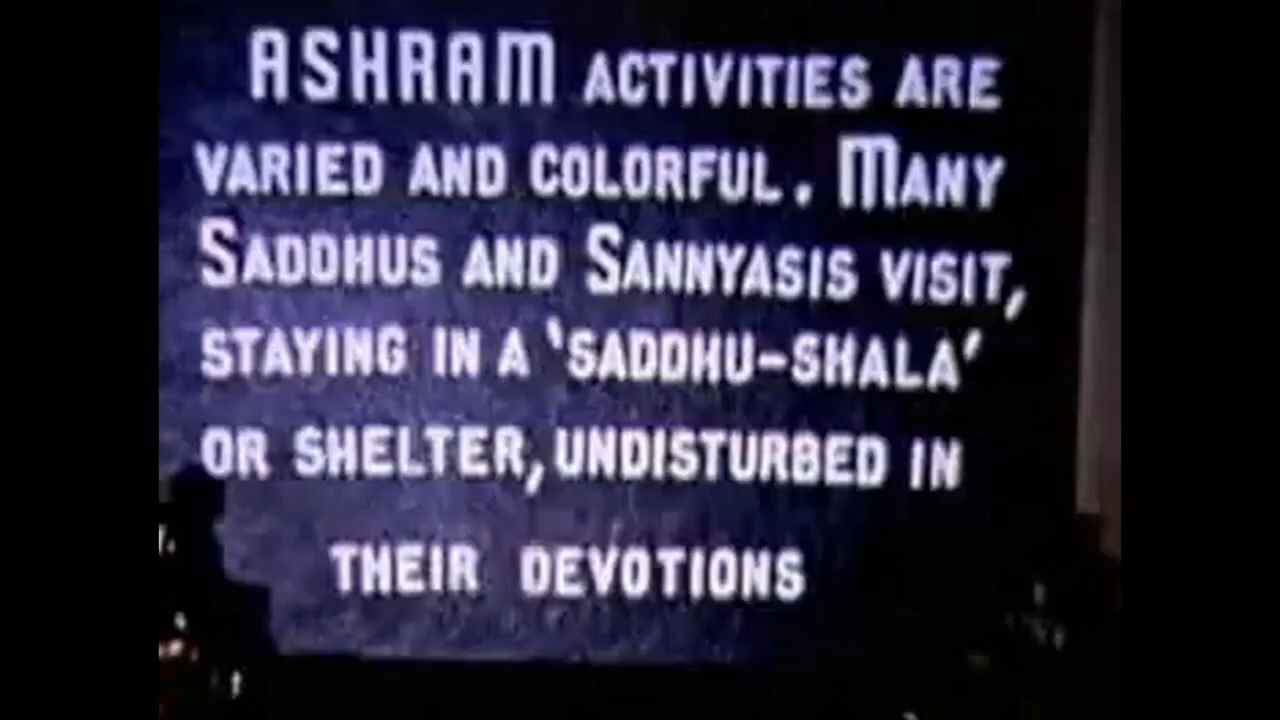 ASHRAM ACTIVITIES ARE
VARIED AND COLORFUL. MANY
SADDHUS AND SANNYASIS VISIT,
STAYING IN A 'SADDHU-SHALA'
OR SHELTER, UNDISTURBED IN
THEIR DEVOTIONS